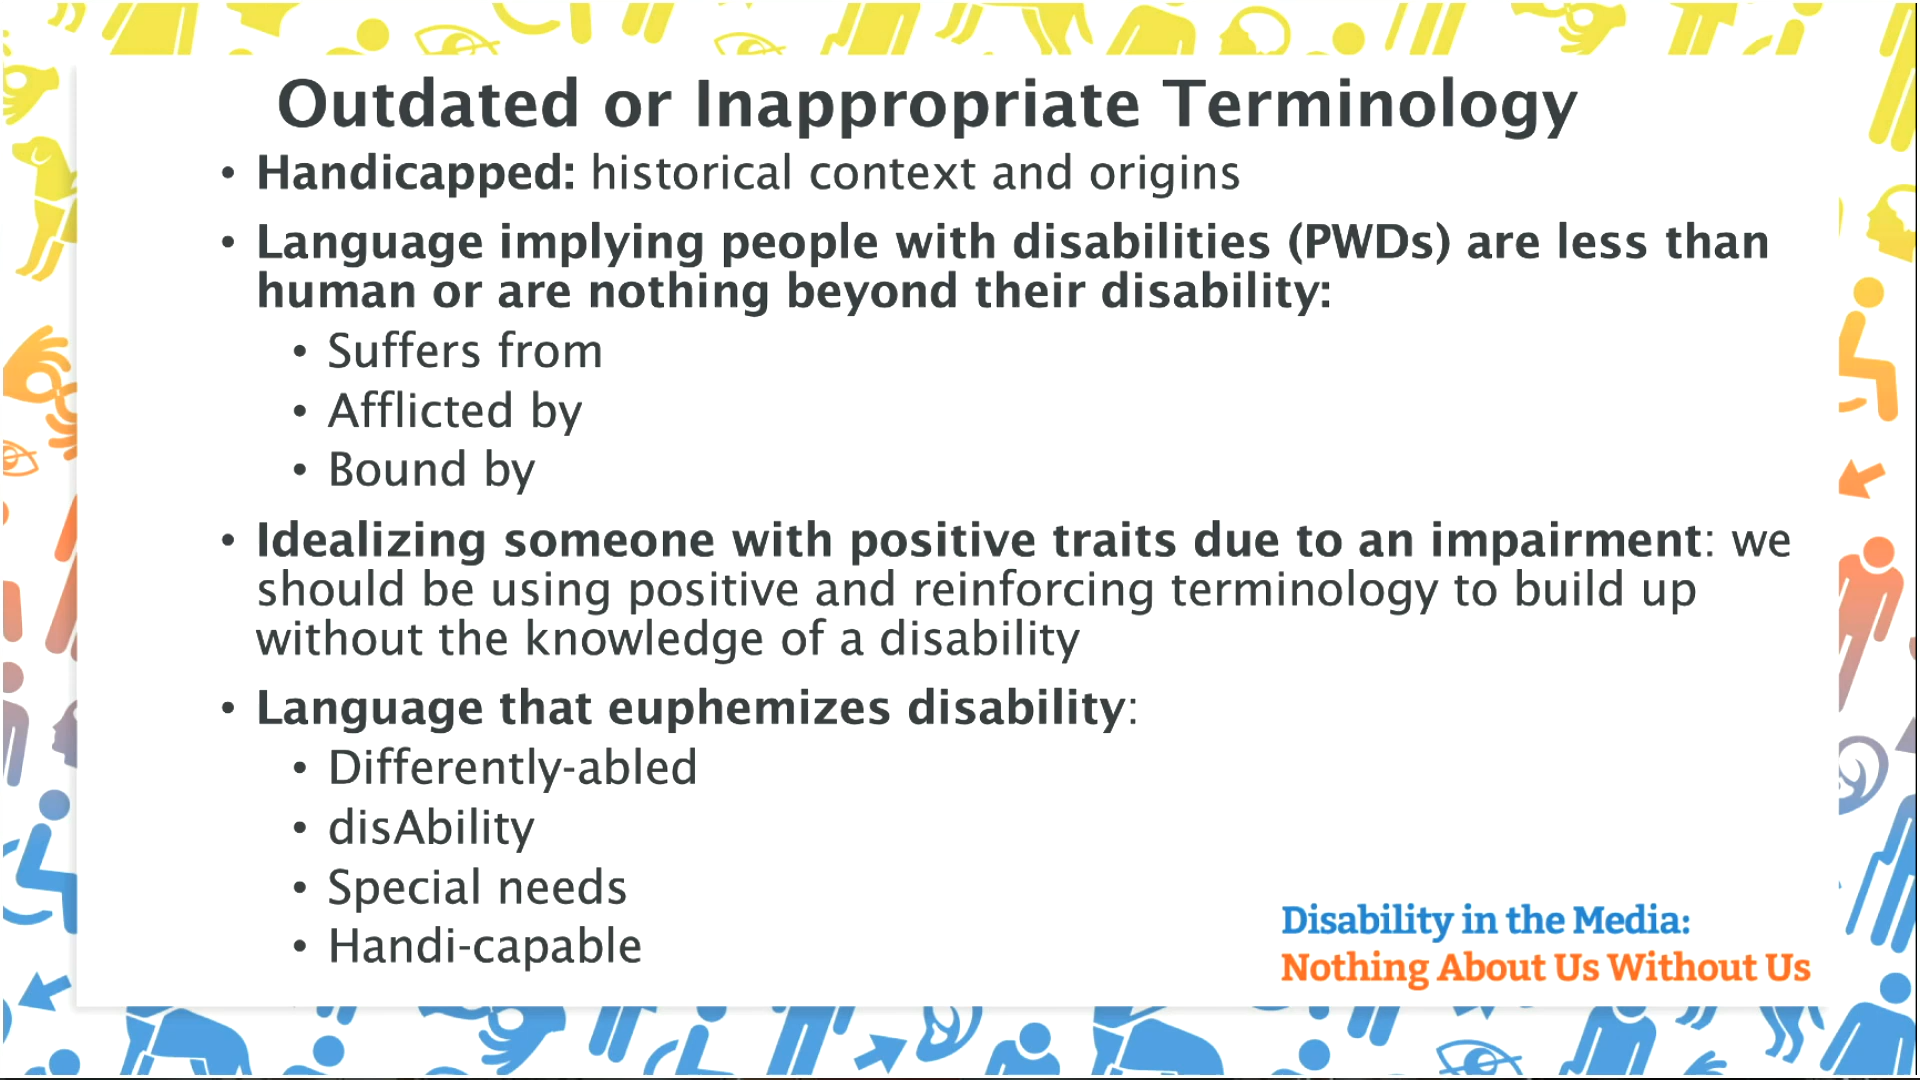 Outdated or Inappropriate Terminology
• Handicapped: historical context and origins
• Language implying people with disabilities (PWDs) are less than
human or are nothing beyond their disability:
• Suffers from
• Afflicted by
• Bound by
• Idealizing someone with positive traits due to an impairment: we
should be using positive and reinforcing terminology to build up
without the knowledge of a disability
• Language that euphemizes disability:
• Differently-abled
• disAbility
• Special needs
• Handi-capable
Disability in the Media:
Nothing About Us Without Us